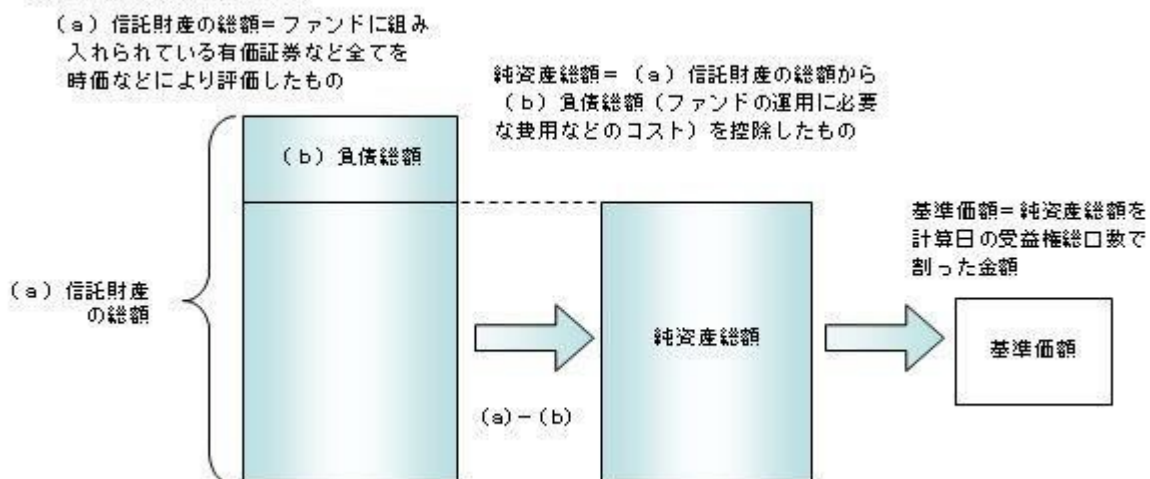 (a)信託財産の総額=ファンドに組み
入れられている有価証券など全てを
時価などにより評価したもの
純資産総額=(a)信託財産の総額から
(b)負債総額(ファンドの運用に必要
な費用などのコスト)を控除したもの
(b)負債総額
基準価額=純資産総額を
計算日の受益権総口数で
割った金額
(a)信託財産
の総額
純資産総額
基準価額
(a)-(b)